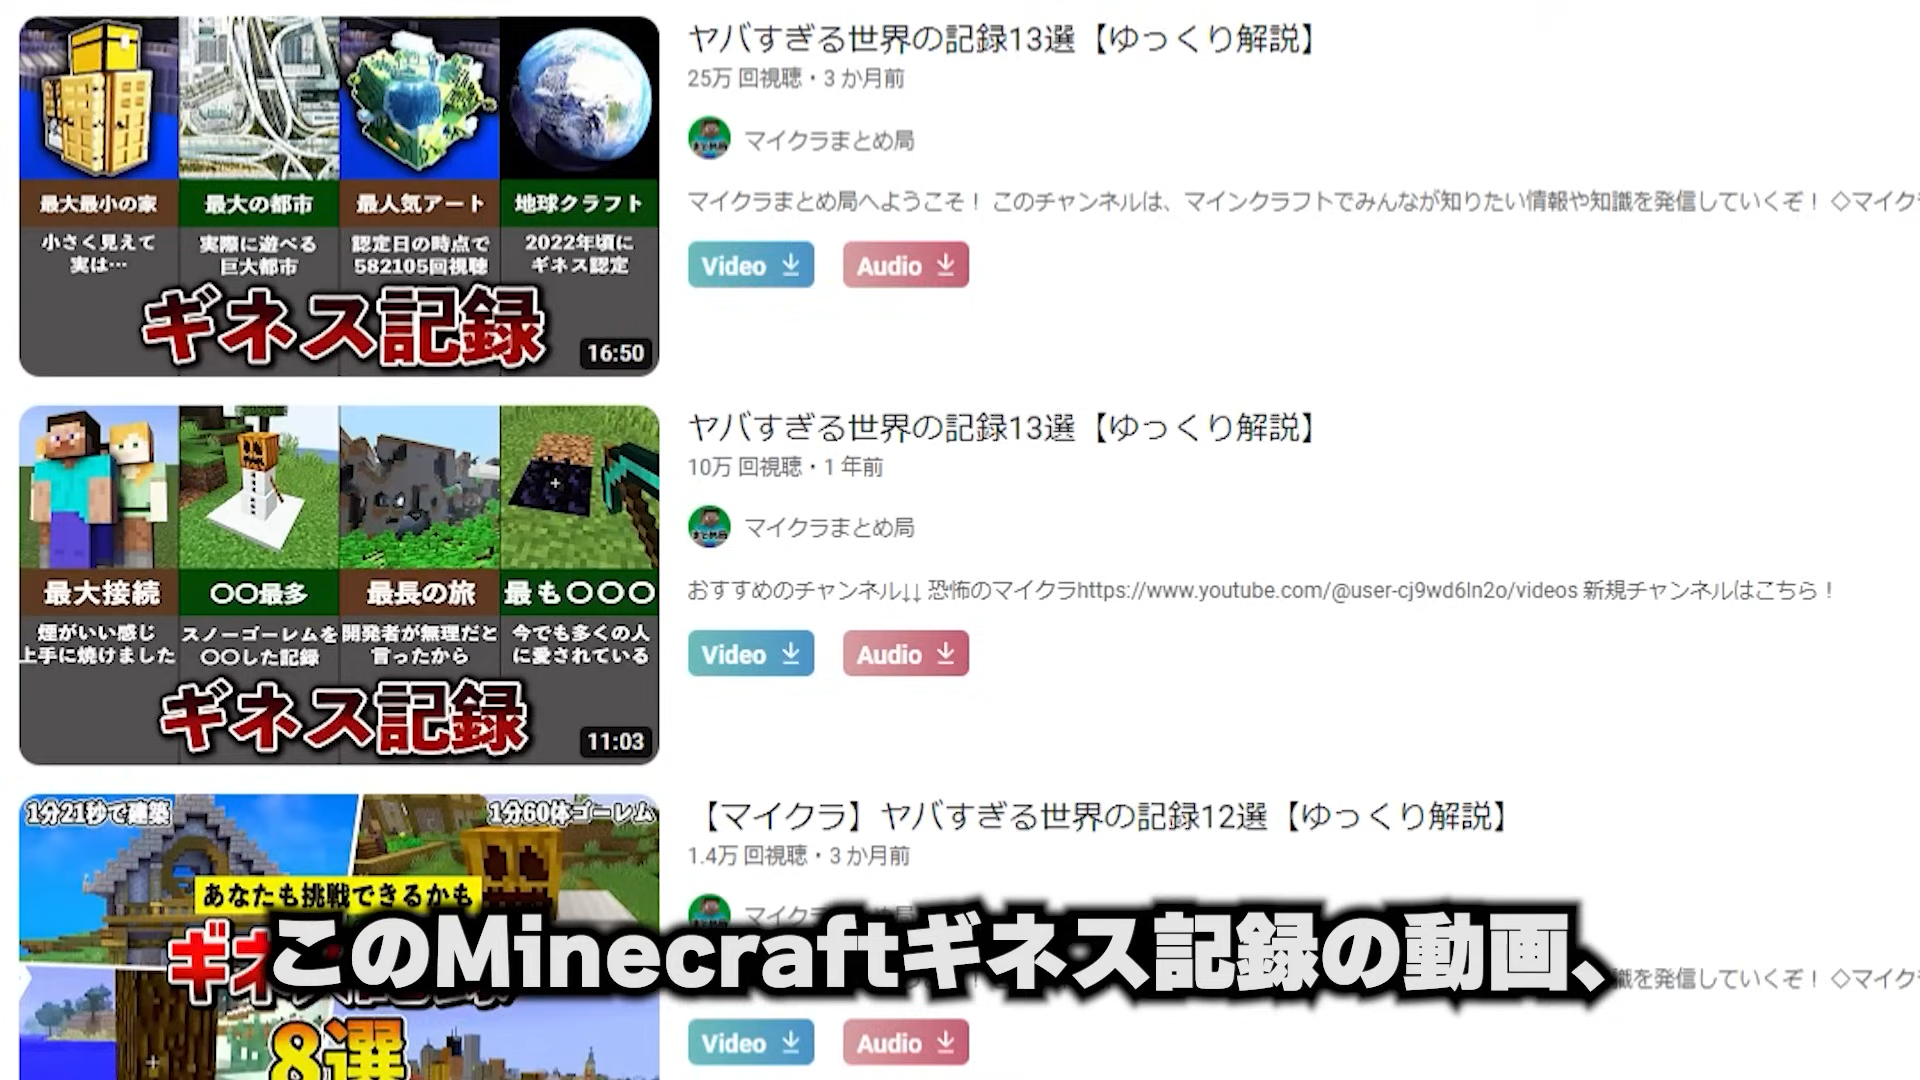 最大最小の家
小さく見えて
実は…
最大の都市
実際に遊べる
巨大都市
最人気アート
認定日の時点で
582105回視聴
地球クラフト
2022年頃に
ギネス認定
ギネス記録
16:50
ヤバすぎる世界の記録13選【ゆっくり解説】
25万 回視聴・3 か月前
マイクラまとめ局
マイクラまとめ局へようこそ！ このチャンネルは、マインクラフトでみんなが知りたい情報や知識を発信していくぞ！ ◇マイク
Video
Audio
最大接続
煙がいい感じ
上手に焼けました
〇〇最多
スノーゴーレムを
〇〇した記録
最長の旅
開発者が無理だと
言ったから
最も〇〇〇
今でも多くの人
に愛されている
ギネス記録
11:03
ヤバすぎる世界の記録13選【ゆっくり解説】
10万 回視聴・1 年前
マイクラまとめ局
おすすめのチャンネル↓↓ 恐怖のマイクラhttps://www.youtube.com/@user-cj9wd6ln2o/videos 新規チャンネルはこちら！
Video
Audio
1分21秒で建築
1分60体ゴーレム
あなたも挑戦できるかも
ギネ
8選
【マイクラ】ヤバすぎる世界の記録12選【ゆっくり解説】
1.4万 回視聴・3 か月前
マイクラ
このMinecraftギネス記録の動画、
識を発信していくぞ！ ◇マイク
Video
Audio